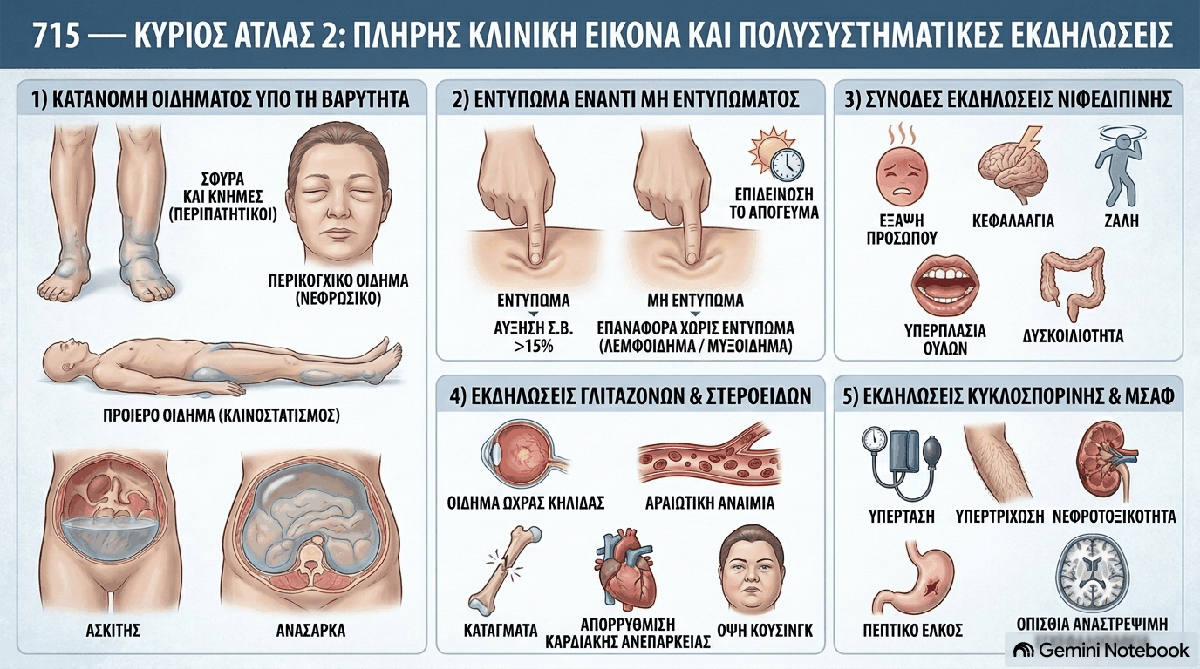 715 — ΚΥΡΙΟΣ ΑΤΛΑΣ 2: ΠΛΗΡΗΣ ΚΛΙΝΙΚΗ ΕΙΚΟΝΑ ΚΑΙ ΠΟΛΥΣΥΣΤΗΜΑΤΙΚΕΣ ΕΚΔΗΛΩΣΕΙΣ
1) ΚΑΤΑΝΟΜΗ ΟΙΔΗΜΑΤΟΣ ΥΠΟ ΤΗ ΒΑΡΥΤΗΤΑ
ΣΦΥΡΑ
ΚΑΙ ΚΝΗΜΕΣ
(ΠΕΡΙΠΑΤΗΤΙΚΟΙ)
ΠΕΡΙΚΟΓΧΙΚΟ ΟΙΔΗΜΑ
(ΝΕΦΡΩΣΙΚΟ)
ΠΡΟΙΕΡΟ ΟΙΔΗΜΑ (ΚΛΙΝΟΣΤΑΤΙΣΜΟΣ)
ΑΣΚΙΤΗΣ
ΑΝΑΣΑΡΚΑ
2) ΕΝΤΥΠΩΜΑ ΕΝΑΝΤΙ ΜΗ ΕΝΤΥΠΩΜΑΤΟΣ
ΕΠΙΔΕΙΝΩΣΗ
ΤΟ ΑΠΟΓΕΥΜΑ
ΕΝΤΥΠΩΜΑ
ΑΥΞΗΣΗ Σ.Β.
>15%
ΜΗ ΕΝΤΥΠΩΜΑ
ΕΠΑΝΑΦΟΡΑ ΧΩΡΙΣ ΕΝΤΥΠΩΜΑ
(ΛΕΜΦΟΙΔΗΜΑ / ΜΥΞΟΙΔΗΜΑ)
3) ΣΥΝΟΔΕΣ ΕΚΔΗΛΩΣΕΙΣ ΝΙΦΕΔΙΠΙΝΗΣ
ΕΞΑΨΗ
ΠΡΟΣΩΠΟΥ
ΚΕΦΑΛΑΑΓΙΑ
ΖΑΛΗ
ΥΠΕΡΠΛΑΣΙΑ
ΟΥΛΩΝ
ΔΥΣΚΟΙΛΙΟΤΗΤΑ
4) ΕΚΔΗΛΩΣΕΙΣ ΓΛΙΤΑΖΟΝΩΝ & ΣΤΕΡΟΕΙΔΩΝ
ΟΙΔΗΜΑ ΩΧΡΑΣ ΚΗΛΙΔΑΣ
ΑΡΑΙΩΤΙΚΗ ΑΝΑΙΜΙΑ
ΚΑΤΑΓΜΑΤΑ
ΑΠΟΡΡΥΘΜΙΣΗ
ΚΑΡΔΙΑΚΗΣ ΑΝΕΠΑΡΚΕΙΑΣ
ΟΨΗ ΚΟΥΣΙΝΓΚ
5) ΕΚΔΗΛΩΣΕΙΣ ΚΥΚΛΟΣΠΟΡΙΝΗΣ & ΜΣΑΦ
ΥΠΕΡΤΑΣΗ
ΥΠΕΡΤΡΙΧΩΣΗ
ΝΕΦΡΟΤΟΞΙΚΟΤΗΤΑ
ΠΕΠΤΙΚΟ ΕΛΚΟΣ
ΟΠΙΣΘΙΑ ΑΝΑΣΤΡΕΨΙΜΗ
Gemini Notebook